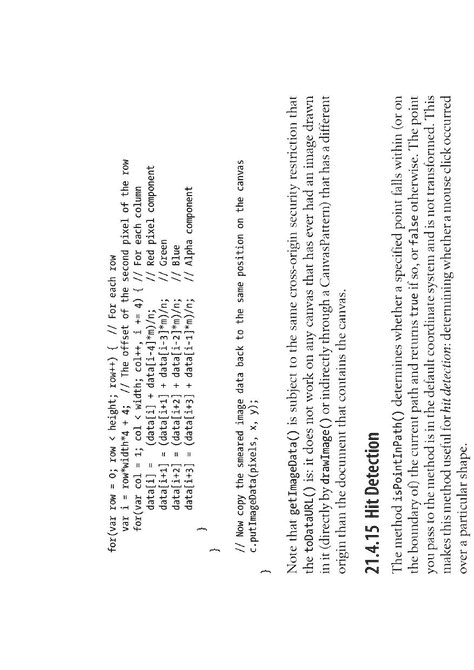 for(var row = 0; row < height; row++) {  // For each row
var i = row*width*4 + 4;  // The offset of the second pixel of the row
for(var col = 1; col < width; col++, i += 4) { // For each column
data[i] =   (data[i] + data[i-4]*m)/n;     // Red pixel component
data[i+1] = (data[i+1] + data[i-3]*m)/n;   // Green
data[i+2] = (data[i+2] + data[i-2]*m)/n;   // Blue
data[i+3] = (data[i+3] + data[i-1]*m)/n;   // Alpha component
}
}
// Now copy the smeared image data back to the same position on the canvas
c.putImageData(pixels, x, y);
}
Note that getImageData() is subject to the same cross-origin security restriction that
the toDataURL() is: it does not work on any canvas that has ever had an image drawn
in it (directly by drawImage() or indirectly through a CanvasPattern) that has a different
origin than the document that contains the canvas.
21.4.15 Hit Detection
The method isPointInPath() determines whether a specified point falls within (or on
the boundary of) the current path and returns true if so, or false otherwise. The point
you pass to the method is in the default coordinate system and is not transformed. This
makes this method useful for hit detection: determining whether a mouse click occurred
over a particular shape.